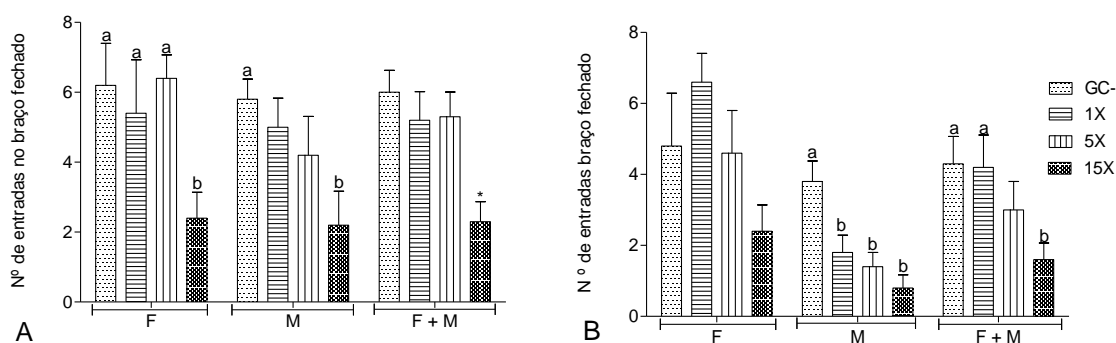 Nº de entradas no braço fechado
8
6
4
2
0
a
a
a
b
a
b
*
F
M
F + M
A
N º de entradas braço fechado
8
6
4
2
0
a
b
b
b
a
a
b
F
M
F + M
B
GC-
1X
5X
15X